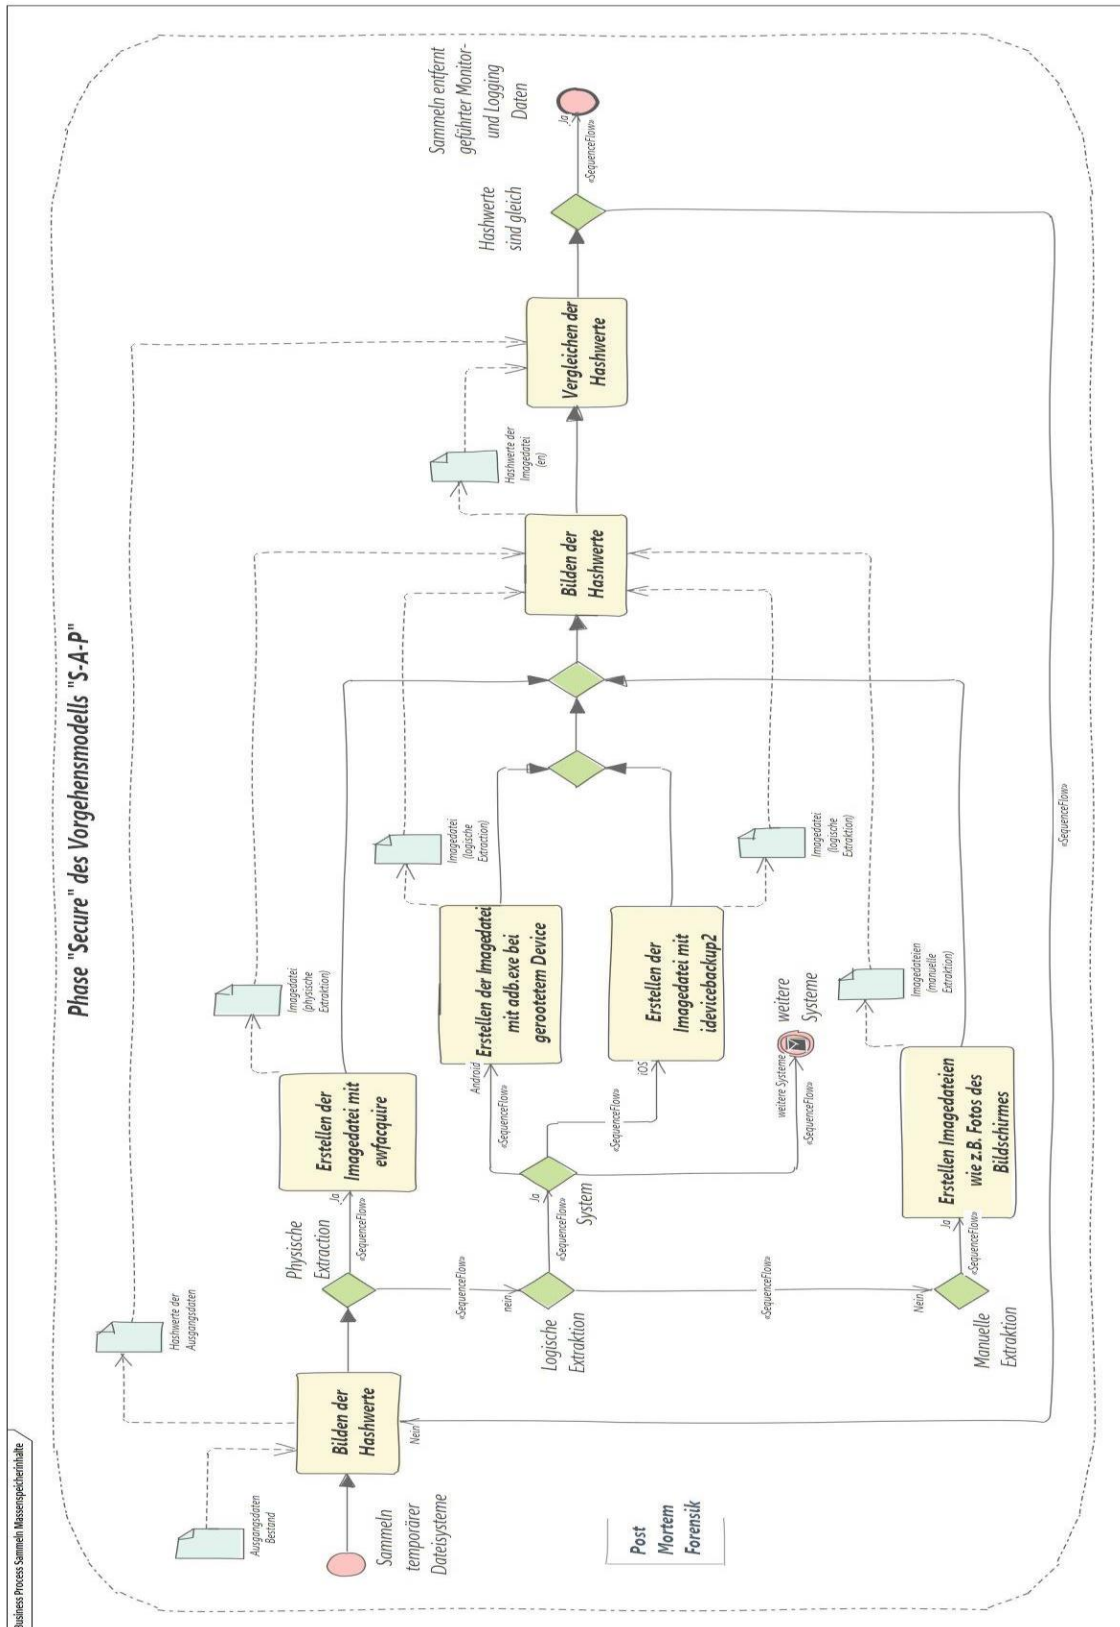 Business Process Sammeln Massenspeicherinhalte
Phase "Secure" des Vorgehensmodells "S-A-P"
Ausgangsdaten
Bestand
Sammeln
temporärer
Dateisysteme
Post
Mortem
Forensik
Hashwerte der
Ausgangsdaten
Bilden der
Hashwerte
Nein
Physische
Extraction
Ja
«SequenceFlow»
«SequenceFlow»
nein
Logische
Extraktion
Ja
«SequenceFlow»
System
«SequenceFlow»
Nein
Manuelle
Extraktion
Ja
«SequenceFlow»
Erstellen der
Imagedatei mit
ewfacquire
Imagedatei
(physische
Extraktion)
Android
«SequenceFlow»
Erstellen der Imagedatei
mit adb.exe bei
gerootetem Device
Imagedatei
(logische
Extraction)
iOS
«SequenceFlow»
Erstellen der
Imagedatei mit
idevicebackup2
Imagedatei
(logische
Extraktion)
weitere Systeme
«SequenceFlow»
weitere
Systeme
Erstellen Imagedateien
wie z.B. Fotos des
Bildschirmes
Imagedateien
(manuelle
Extraktion)
Bilden der
Hashwerte
Hashwerte der
Imagedatei
(en)
Vergleichen der
Hashwerte
Hashwerte
sind gleich
Ja
«SequenceFlow»
Sammeln entfernt
geführter Monitor-
und Logging
Daten
«SequenceFlow»